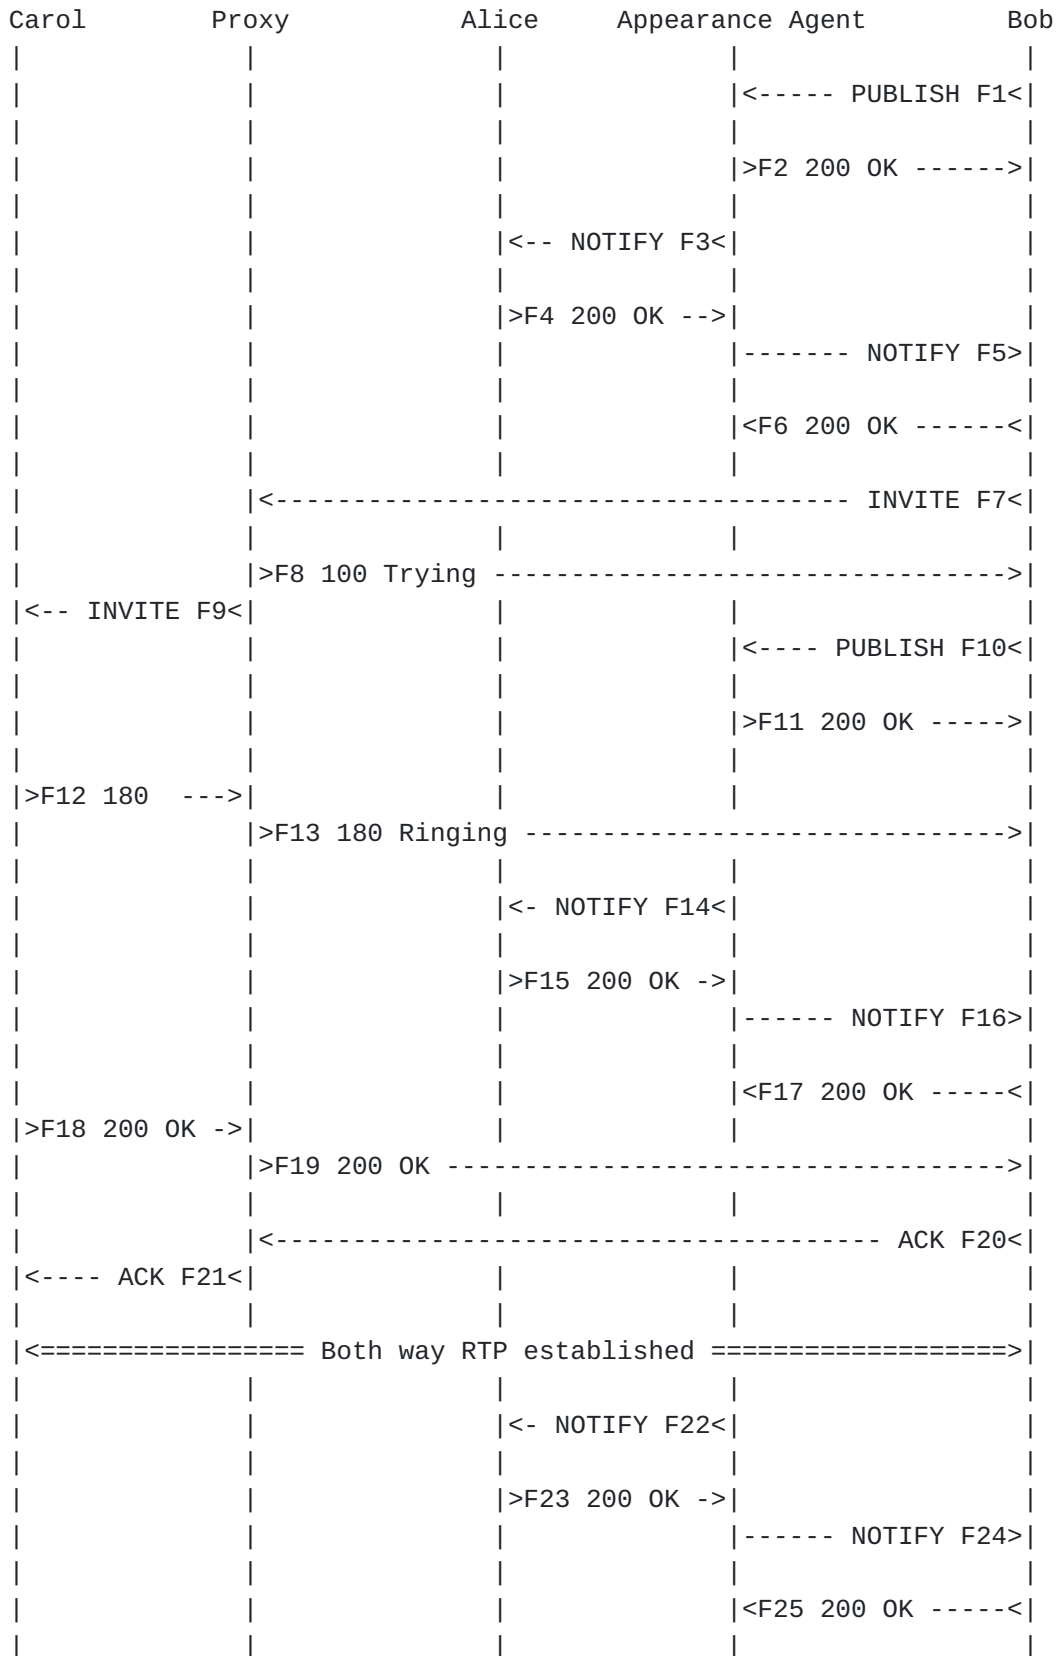 Carol        Proxy           Alice     Appearance Agent         Bob
|              |               |              |                  |
|              |               |              |<----- PUBLISH F1<|
|              |               |              |                  |
|              |               |              |>F2 200 OK ------>|
|              |               |              |                  |
|              |               |<-- NOTIFY F3<|                  |
|              |               |              |                  |
|              |               |>F4 200 OK -->|                  |
|              |               |              |------- NOTIFY F5>|
|              |               |              |                  |
|              |               |              |<F6 200 OK ------<|
|              |               |              |                  |
|              |<------------------------------------- INVITE F7<|
|              |               |              |                  |
|              |>F8 100 Trying --------------------------------->|
|<-- INVITE F9<|               |              |                  |
|              |               |              |<---- PUBLISH F10<|
|              |               |              |                  |
|              |               |              |>F11 200 OK ----->|
|              |               |              |                  |
|>F12 180  --->|               |              |                  |
|              |>F13 180 Ringing ------------------------------->|
|              |               |              |                  |
|              |               |<- NOTIFY F14<|                  |
|              |               |              |                  |
|              |               |>F15 200 OK ->|                  |
|              |               |              |------ NOTIFY F16>|
|              |               |              |                  |
|              |               |              |<F17 200 OK -----<|
|>F18 200 OK ->|               |              |                  |
|              |>F19 200 OK ------------------------------------>|
|              |               |              |                  |
|              |<--------------------------------------- ACK F20<|
|<---- ACK F21<|               |              |                  |
|              |               |              |                  |
|<================= Both way RTP established ===================>|
|              |               |              |                  |
|              |               |<- NOTIFY F22<|                  |
|              |               |              |                  |
|              |               |>F23 200 OK ->|                  |
|              |               |              |------ NOTIFY F24>|
|              |               |              |                  |
|              |               |              |<F25 200 OK -----<|
|              |               |              |                  |